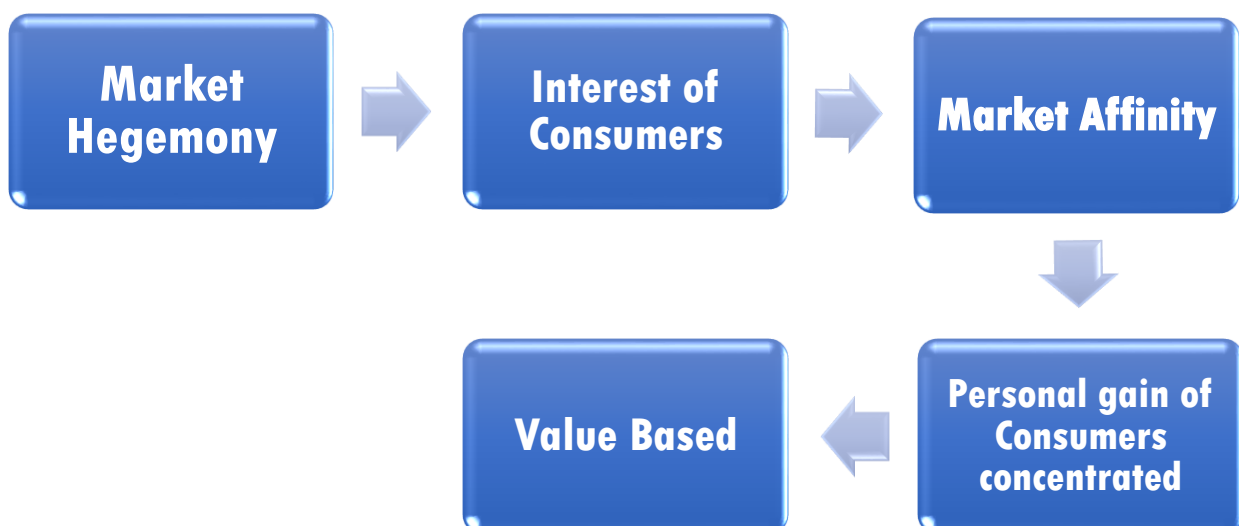 Market
Hegemony
Interest of
Consumers
Market Affinity
Personal gain of
Consumers
concentrated
Value Based